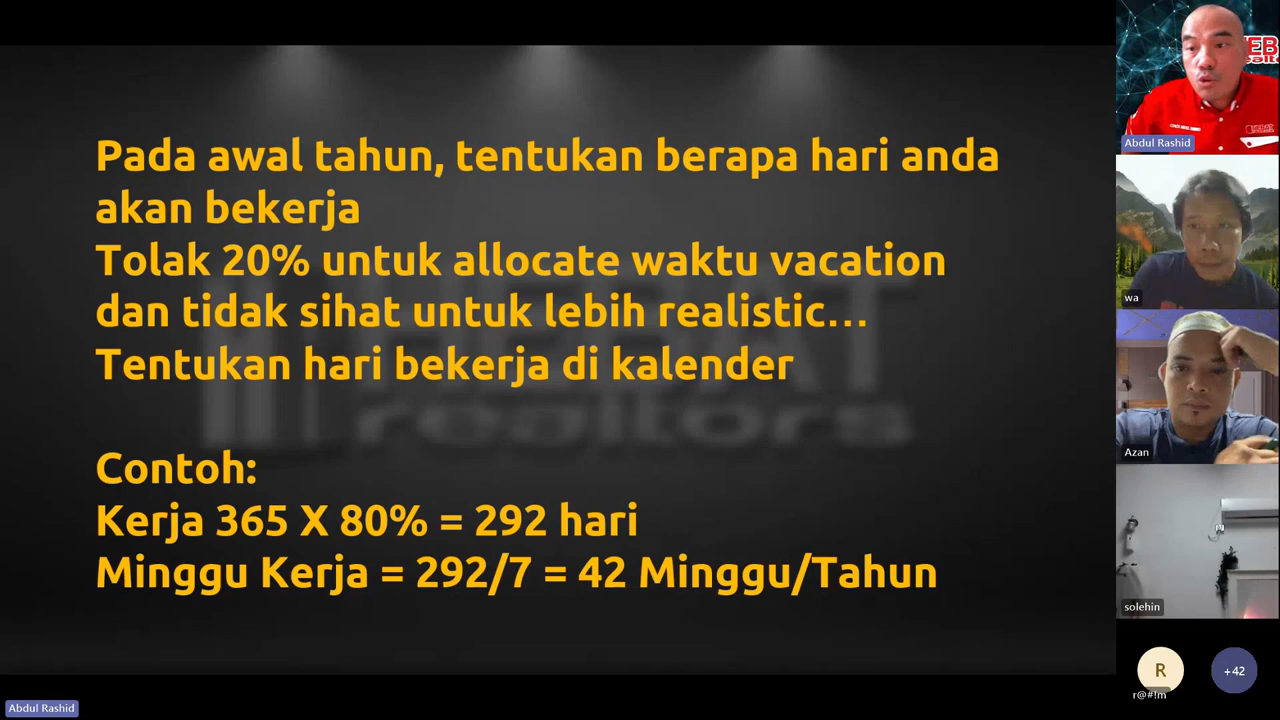 Pada awal tahun, tentukan berapa hari anda
akan bekerja
Tolak 20% untuk allocate waktu vacation
dan tidak sihat untuk lebih realistic...
Tentukan hari bekerja di kalender
Contoh:
Kerja 365 X 80% = 292 hari
Minggu Kerja = 292/7 = 42 Minggu/Tahun
realtors
Abdul Rashid
wa
Azan
solehin
R
r@#!m
+42
Abdul Rashid